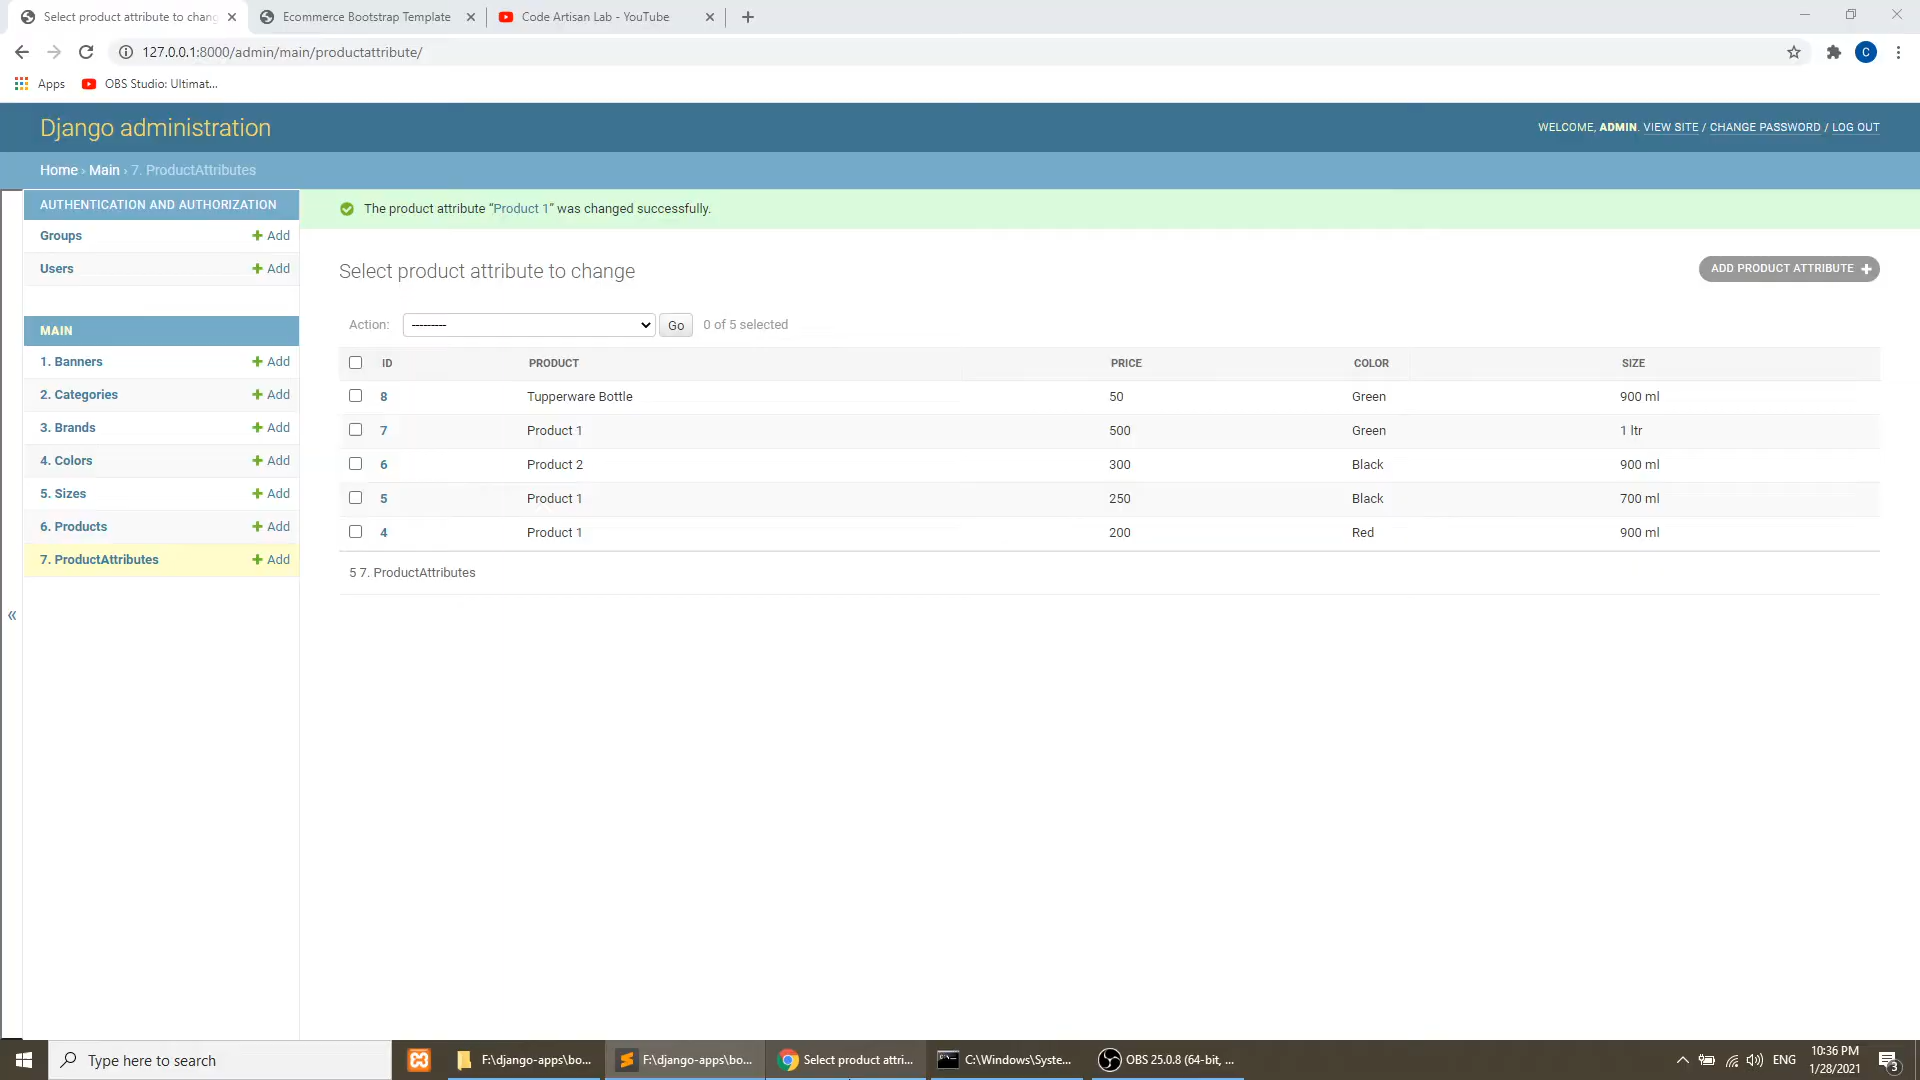 Select product attribute to chang
Ecommerce Bootstrap Template
Code Artisan Lab - YouTube
127.0.0.1:8000/admin/main/productattribute/
C
Apps
OBS Studio: Ultimat...
Django administration
WELCOME, ADMIN. VIEW SITE / CHANGE PASSWORD / LOG OUT
Home › Main › 7. ProductAttributes
AUTHENTICATION AND AUTHORIZATION
Groups + Add
Users + Add
MAIN
1. Banners + Add
2. Categories + Add
3. Brands + Add
4. Colors + Add
5. Sizes + Add
6. Products + Add
7. ProductAttributes + Add
«
The product attribute “Product 1” was changed successfully.
Select product attribute to change
ADD PRODUCT ATTRIBUTE +
Action: --------- Go 0 of 5 selected
ID PRODUCT PRICE COLOR SIZE
8 Tupperware Bottle 50 Green 900 ml
7 Product 1 500 Green 1 ltr
6 Product 2 300 Black 900 ml
5 Product 1 250 Black 700 ml
4 Product 1 200 Red 900 ml
5 7. ProductAttributes
Type here to search
F:\django-apps\bo...
F:\django-apps\bo...
Select product attri...
C:\Windows\Syste...
OBS 25.0.8 (64-bit, ...
ENG
10:36 PM
1/28/2021
3